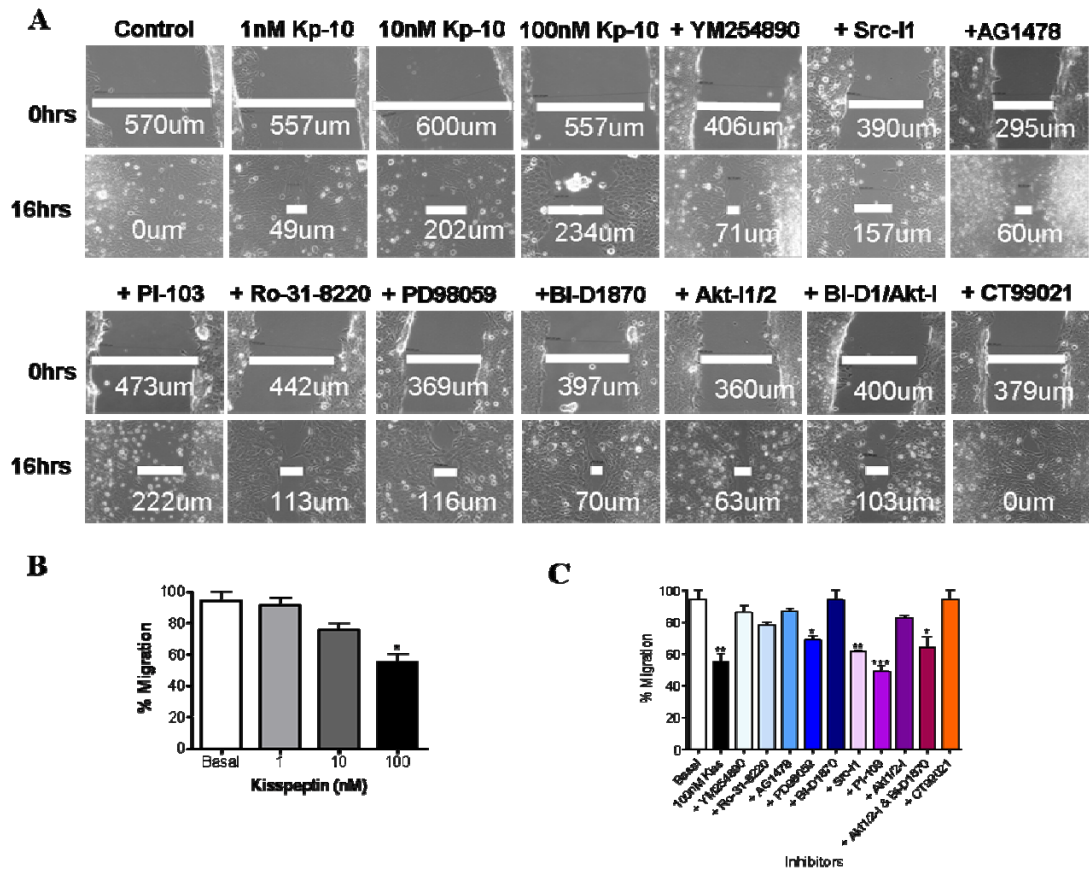 A
Control 1nM Kp-10 10nM Kp-10 100nM Kp-10 + YM254890 + Src-I1 +AG1478
0hrs
570um 557um 600um 557um 406um 390um 295um
16hrs
0um 49um 202um 234um 71um 157um 60um
+ PI-103 + Ro-31-8220 + PD98059 +BI-D1870 + Akt-I1/2 + BI-D1/Akt-I + CT99021
0hrs
473um 442um 369um 397um 360um 400um 379um
16hrs
222um 113um 116um 70um 63um 103um 0um
B
% Migration
100
80
60
40
20
0
*
Basal 1 10 100
Kisspeptin (nM)
C
% Migration
100
80
60
40
20
0
** * ** *** *
Basal
100nM Kiss
+ YM254890
+ Ro-31-8220
+ AG1478
+ PD98059
+ BI-D1870
+ Src-I1
+ PI-103
+ Akt1/2-I
+ Akt1/2-I & BI-D1870
+ CT99021
Inhibitors